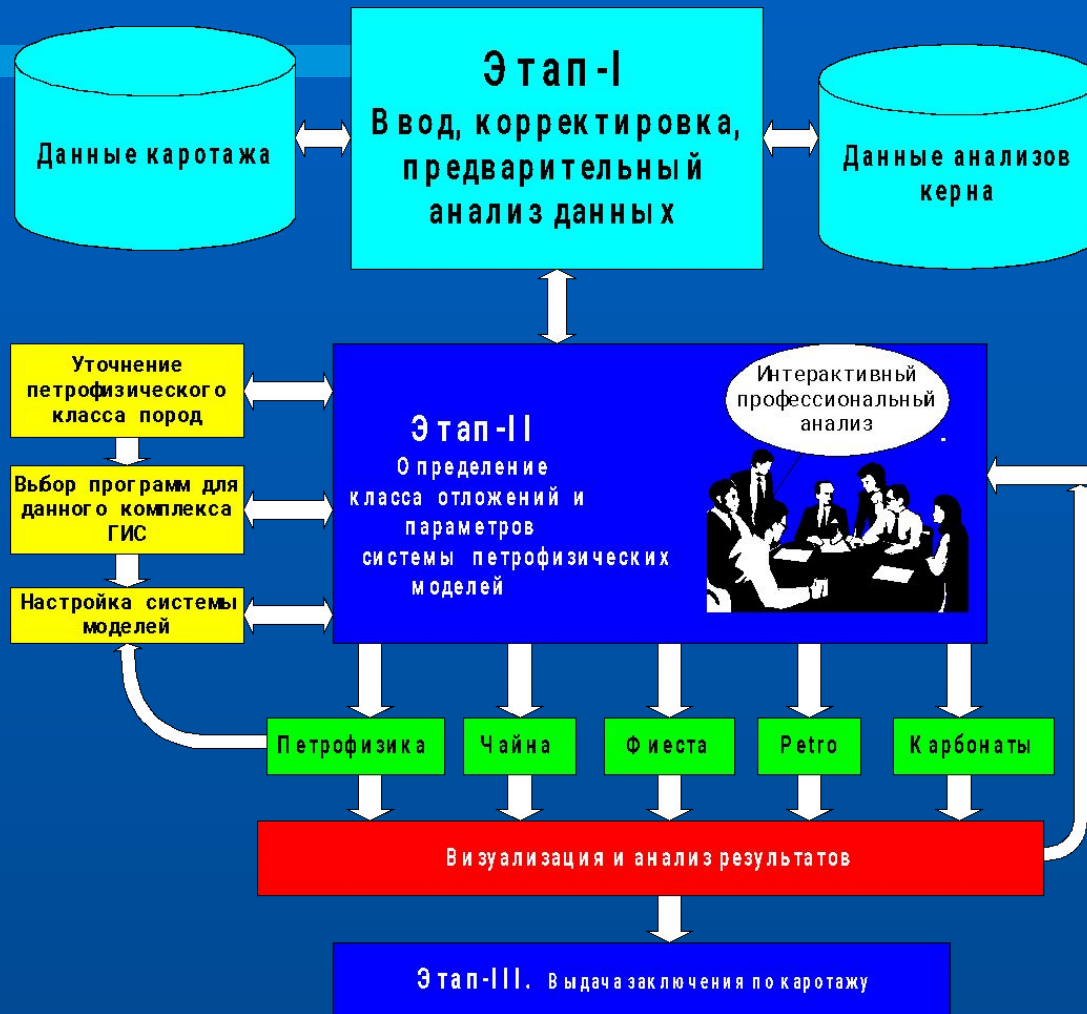 Этап-I
Ввод, корректировка,
предварительный
анализ данных
Данные каротажа
Данные анализов
керна
Уточнение
петрофизического
класса пород
Выбор программ для
данного комплекса
ГИС
Настройка системы
моделей
Этап-II
Определение
класса отложений и
параметров
системы петрофизических
моделей
Интерактивный
профессиональный
анализ
Петрофизика
Чайна
Фиеста
Petro
Карбонаты
Визуализация и анализ результатов
Этап-III. Выдача заключения по каротажу